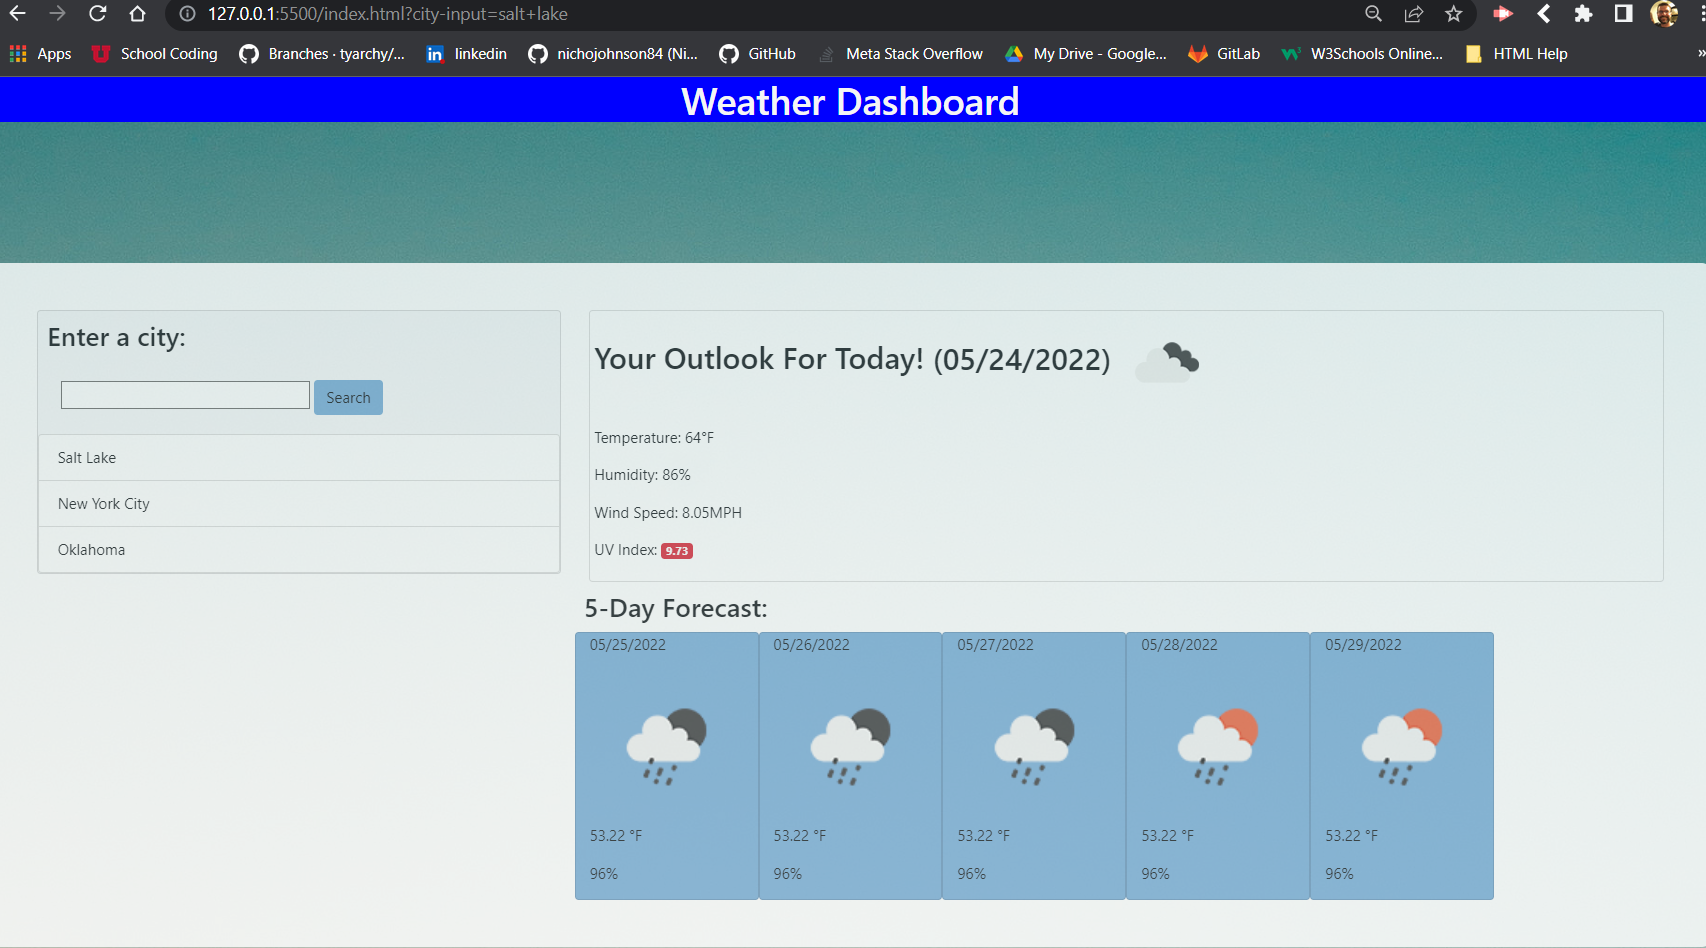 127.0.0.1:5500/index.html?city-input=salt+lake
Apps School Coding Branches · tyarchy/... linkedin nichojohnson84 (Ni... GitHub Meta Stack Overflow My Drive - Google... GitLab W3Schools Online... HTML Help »
Weather Dashboard
Enter a city:
Search
Salt Lake
New York City
Oklahoma
Your Outlook For Today! (05/24/2022)
Temperature: 64°F
Humidity: 86%
Wind Speed: 8.05MPH
UV Index: 9.73
5-Day Forecast:
05/25/2022 05/26/2022 05/27/2022 05/28/2022 05/29/2022
53.22 °F 53.22 °F 53.22 °F 53.22 °F 53.22 °F
96% 96% 96% 96% 96%